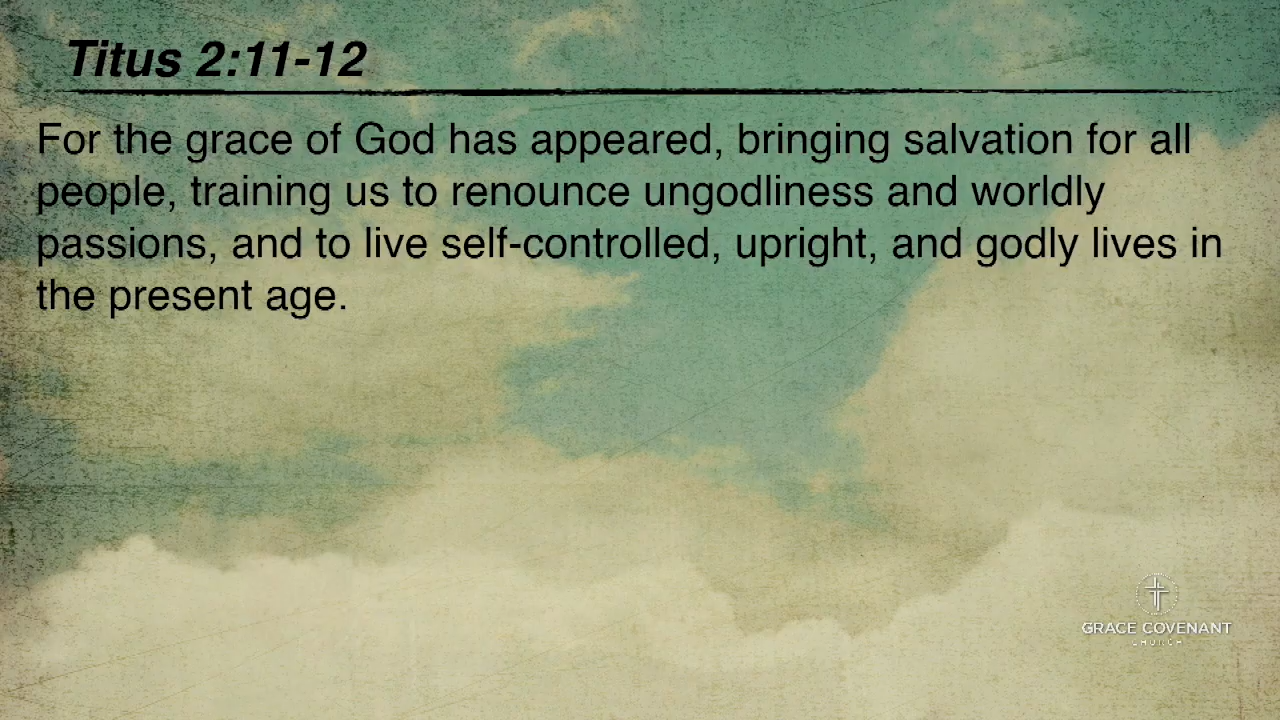 Titus 2:11-12
For the grace of God has appeared, bringing salvation for all
people, training us to renounce ungodliness and worldly
passions, and to live self-controlled, upright, and godly lives in
the present age.
GRACE COVENANT
CHURCH